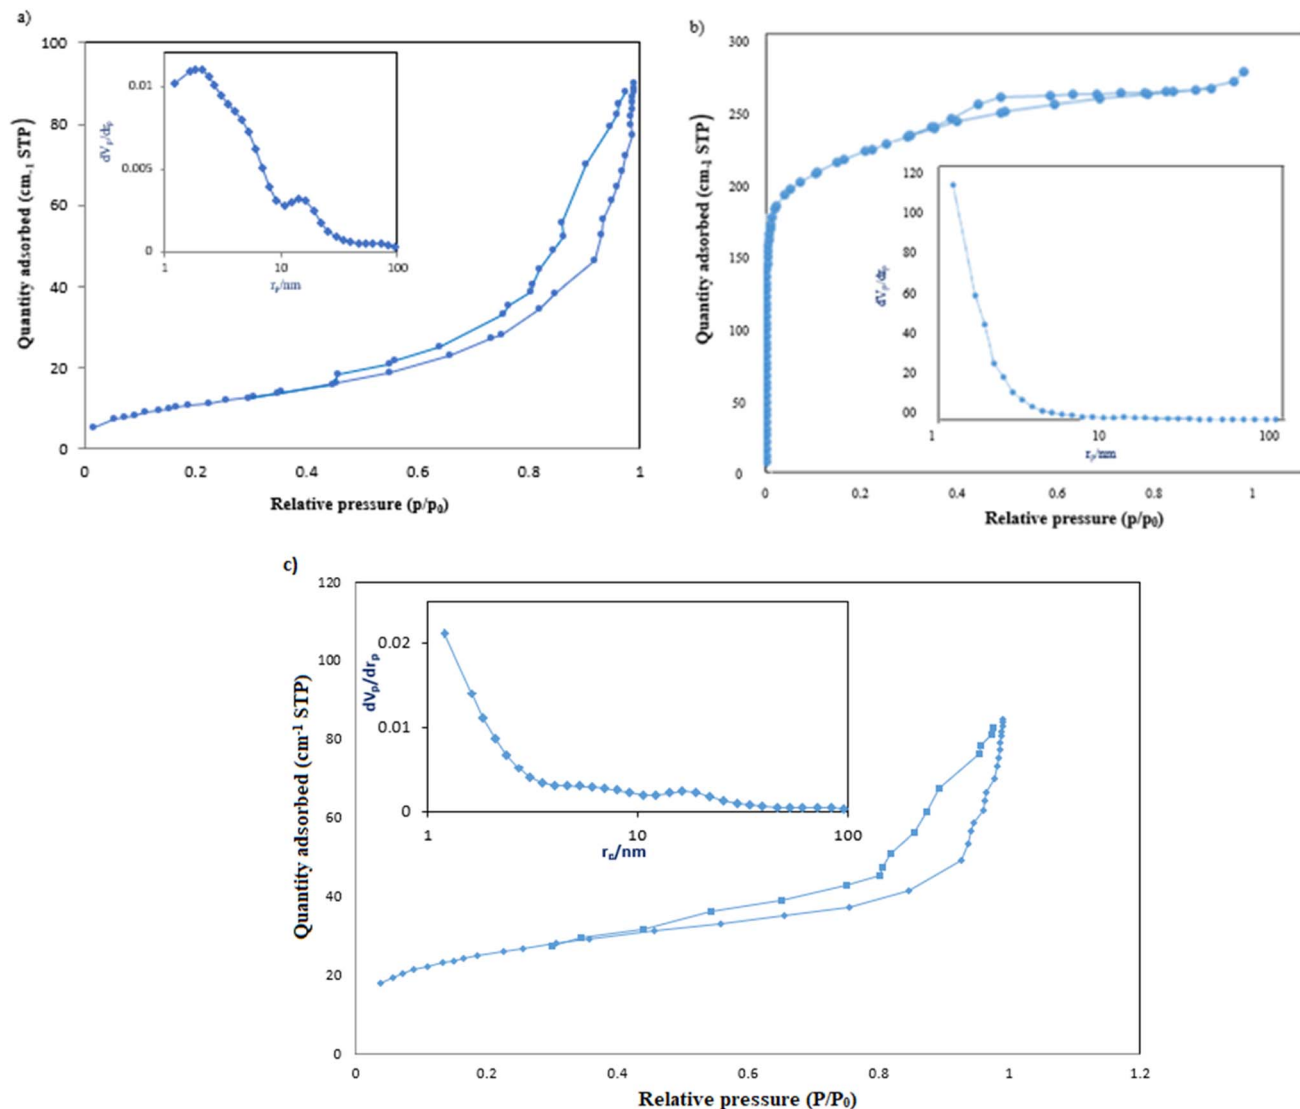 a)
100
80
60
40
20
0
Quantity adsorbed (cm-1 STP)
0 0.2 0.4 0.6 0.8 1
Relative pressure (p/p0)
0.01
0.005
0
dVp/drp
1 10 100
rp/nm
b)
300
250
200
150
100
50
0
Quantity adsorbed (cm-1 STP)
0 0.2 0.4 0.6 0.8 1
Relative pressure (p/p0)
120
100
80
60
40
20
00
dVp/drp
1 10 100
rp/nm
c)
120
100
80
60
40
20
0
Quantity adsorbed (cm-1 STP)
0 0.2 0.4 0.6 0.8 1 1.2
Relative pressure (P/P0)
0.02
0.01
0
dVp/drp
1 10 100
rp/nm